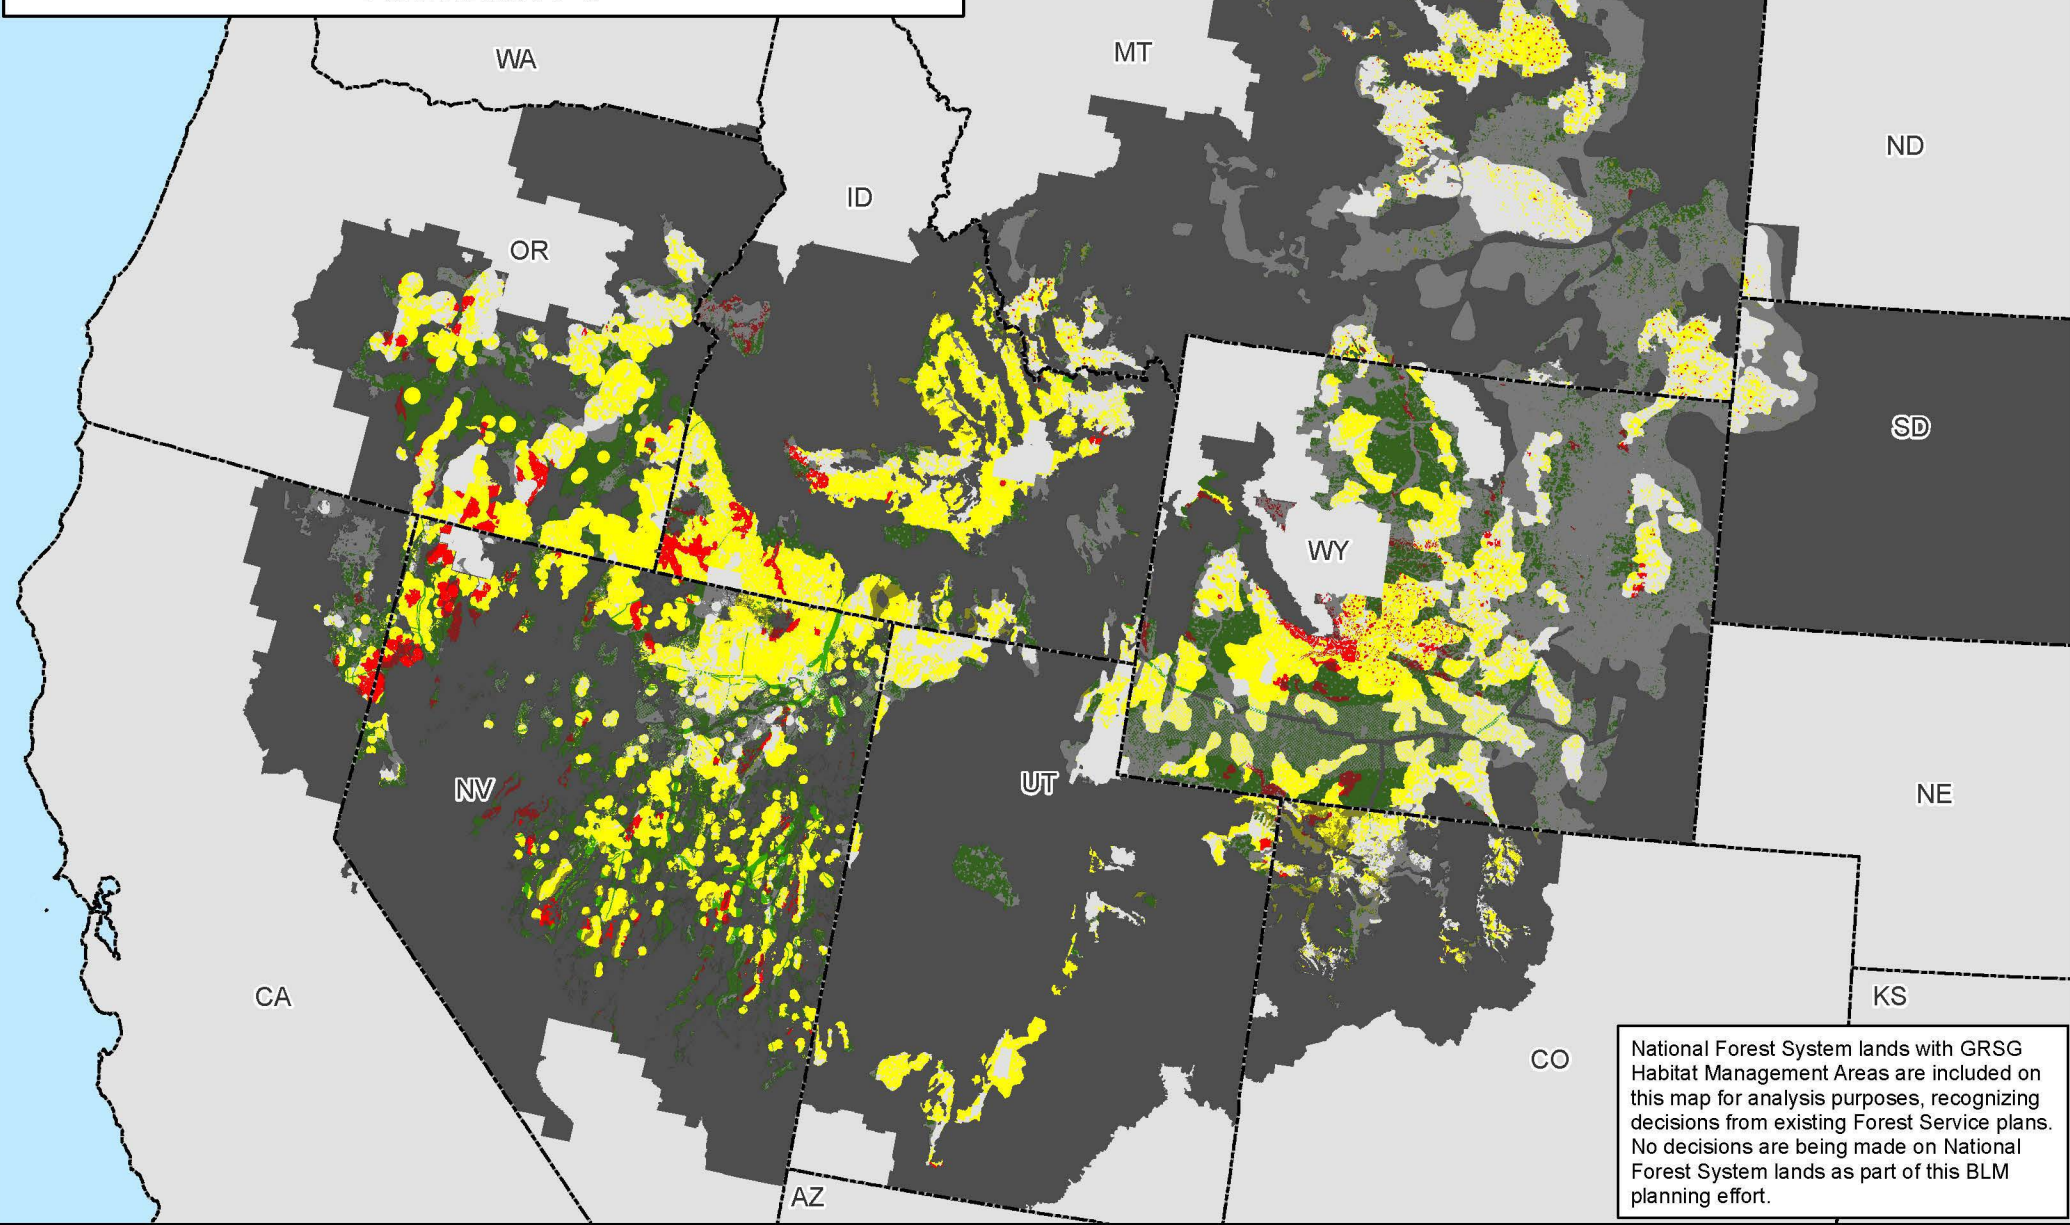 WA
MT
ND
ID
OR
SD
WY
NV
UT
NE
CA
KS
CO
AZ
National Forest System lands with GRSG
Habitat Management Areas are included on
this map for analysis purposes, recognizing
decisions from existing Forest Service plans.
No decisions are being made on National
Forest System lands as part of this BLM
planning effort.